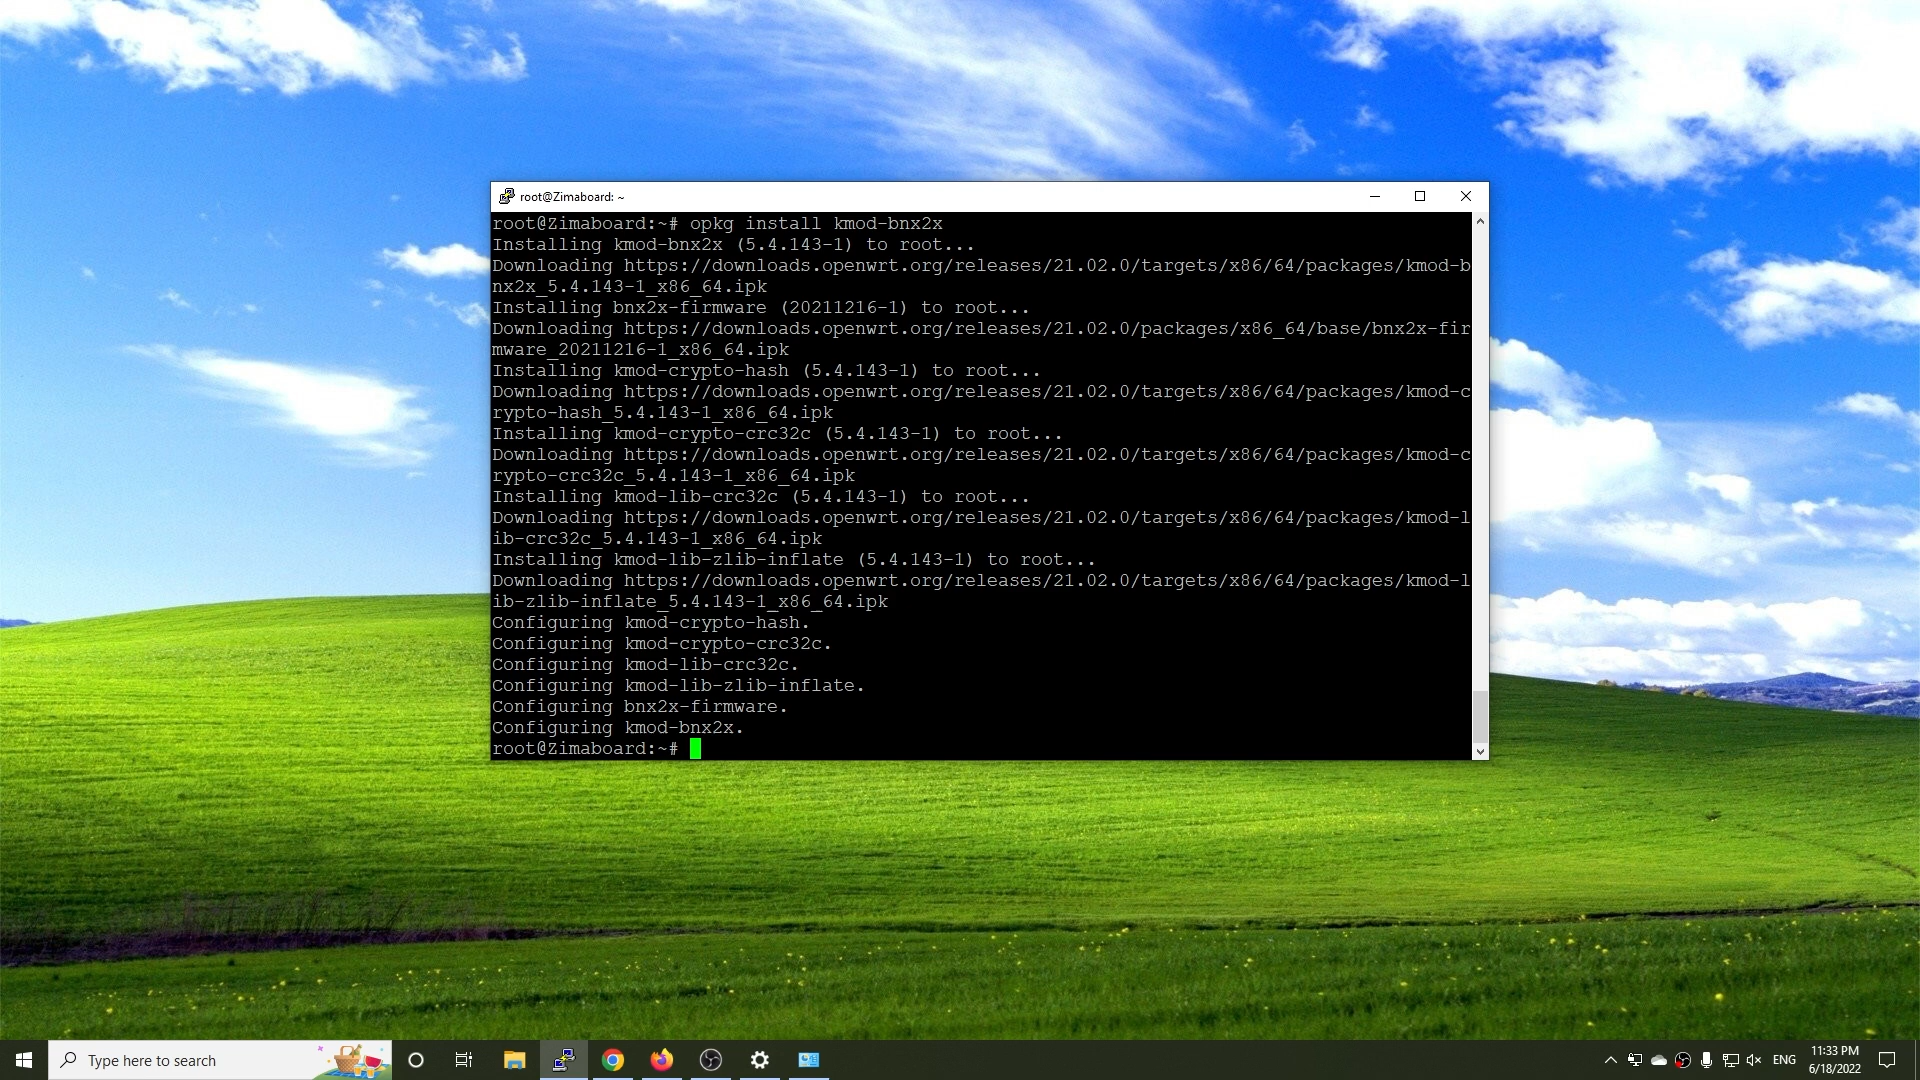 root@Zimaboard: ~
root@Zimaboard:~# opkg install kmod-bnx2x
Installing kmod-bnx2x (5.4.143-1) to root...
Downloading https://downloads.openwrt.org/releases/21.02.0/targets/x86/64/packages/kmod-b
nx2x_5.4.143-1_x86_64.ipk
Installing bnx2x-firmware (20211216-1) to root...
Downloading https://downloads.openwrt.org/releases/21.02.0/packages/x86_64/base/bnx2x-fir
mware_20211216-1_x86_64.ipk
Installing kmod-crypto-hash (5.4.143-1) to root...
Downloading https://downloads.openwrt.org/releases/21.02.0/targets/x86/64/packages/kmod-c
rypto-hash_5.4.143-1_x86_64.ipk
Installing kmod-crypto-crc32c (5.4.143-1) to root...
Downloading https://downloads.openwrt.org/releases/21.02.0/targets/x86/64/packages/kmod-c
rypto-crc32c_5.4.143-1_x86_64.ipk
Installing kmod-lib-crc32c (5.4.143-1) to root...
Downloading https://downloads.openwrt.org/releases/21.02.0/targets/x86/64/packages/kmod-l
ib-crc32c_5.4.143-1_x86_64.ipk
Installing kmod-lib-zlib-inflate (5.4.143-1) to root...
Downloading https://downloads.openwrt.org/releases/21.02.0/targets/x86/64/packages/kmod-l
ib-zlib-inflate_5.4.143-1_x86_64.ipk
Configuring kmod-crypto-hash.
Configuring kmod-crypto-crc32c.
Configuring kmod-lib-crc32c.
Configuring kmod-lib-zlib-inflate.
Configuring bnx2x-firmware.
Configuring kmod-bnx2x.
root@Zimaboard:~#
Type here to search
ENG
11:33 PM
6/18/2022